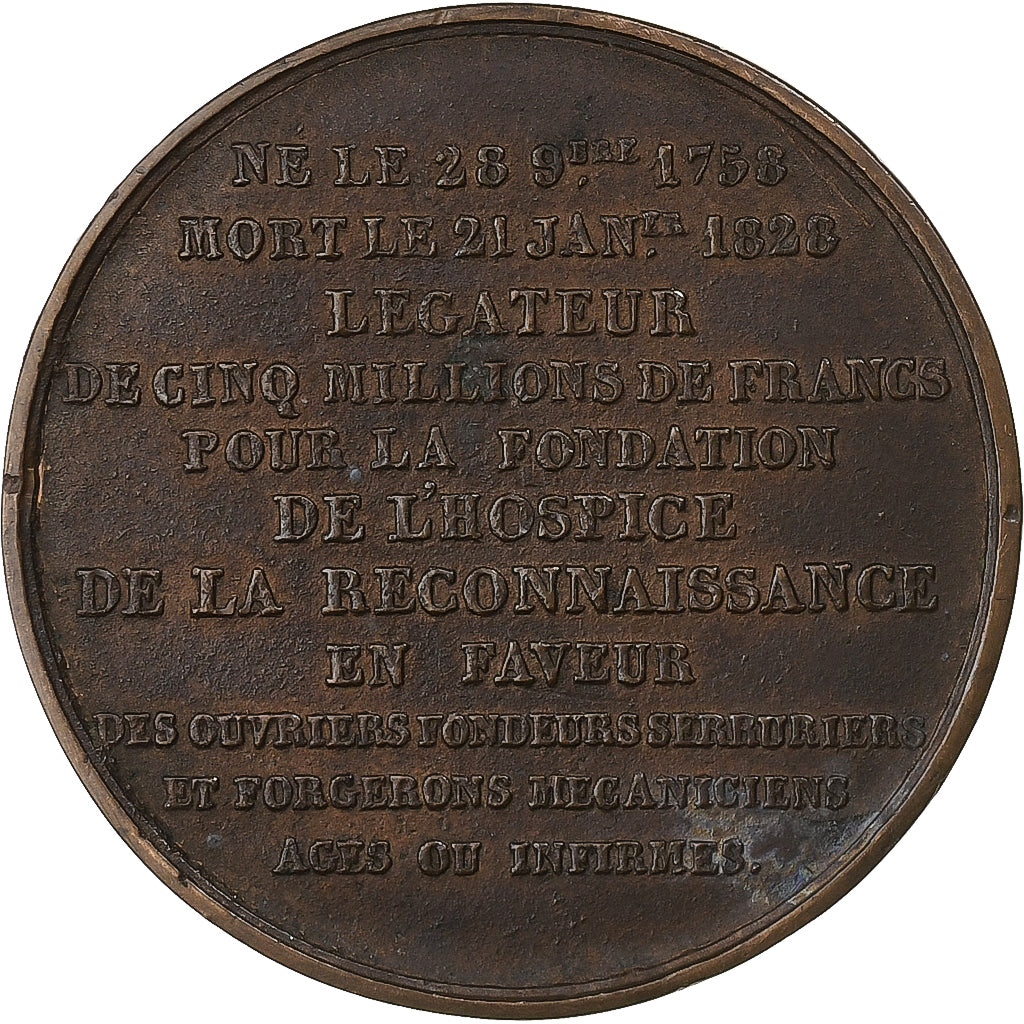 NÉ LE 28 9.BRE 1758
MORT LE 21 JAN.ER 1828
LEGATEUR
DE CINQ MILLIONS DE FRANCS
POUR LA FONDATION
DE L'HOSPICE
DE LA RECONNAISSANCE
EN FAVEUR
DES OUVRIERS FONDEURS SERRURIERS
ET FORGERONS MECANICIENS
AGES OU INFIRMES.